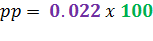 pp = 0.022 x 100